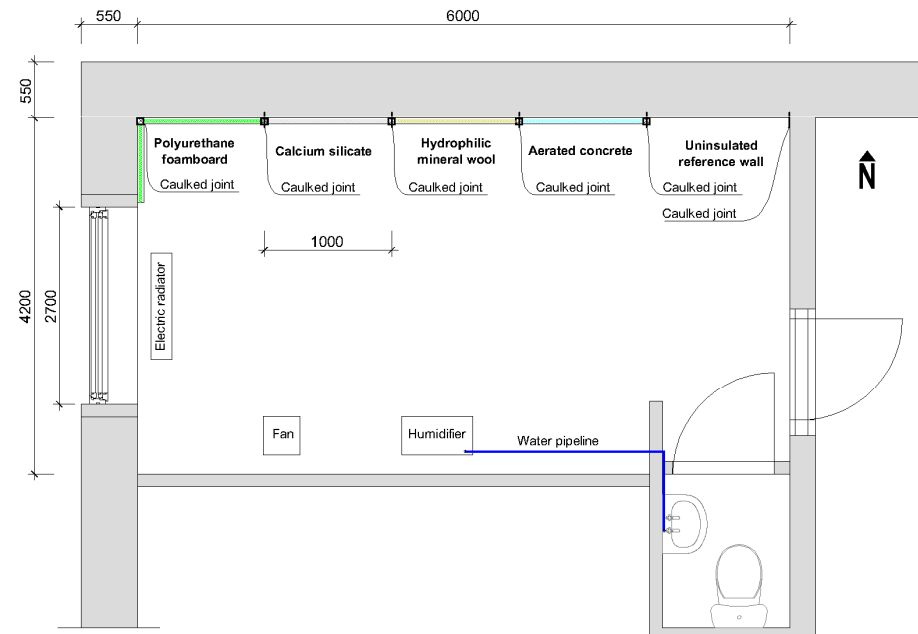 550
6000
550
Polyurethane
foamboard
Caulked joint
Calcium silicate
Caulked joint
Hydrophilic
mineral wool
Caulked joint
Aerated concrete
Caulked joint
Uninsulated
reference wall
Caulked joint
Caulked joint
N
1000
4200
2700
Electric radiator
Fan
Humidifier
Water pipeline